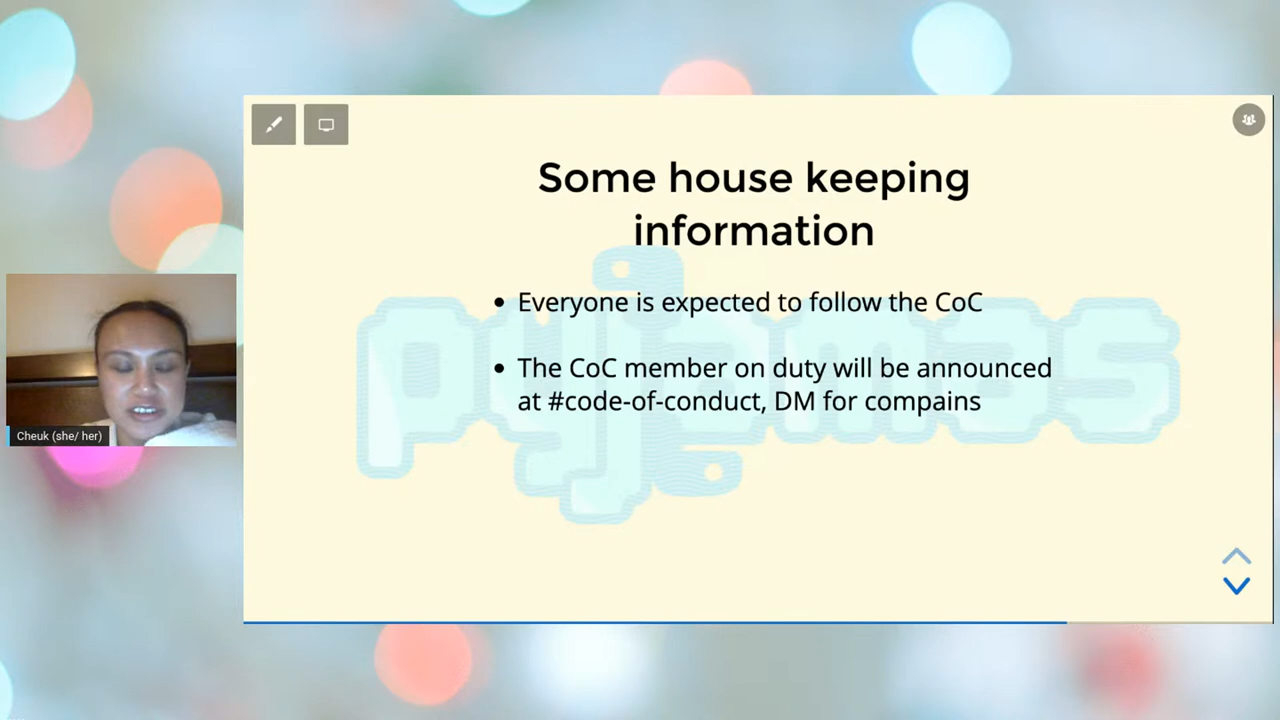 Some house keeping
information
pyjamas
• Everyone is expected to follow the CoC
• The CoC member on duty will be announced
at #code-of-conduct, DM for compains
Cheuk (she/ her)